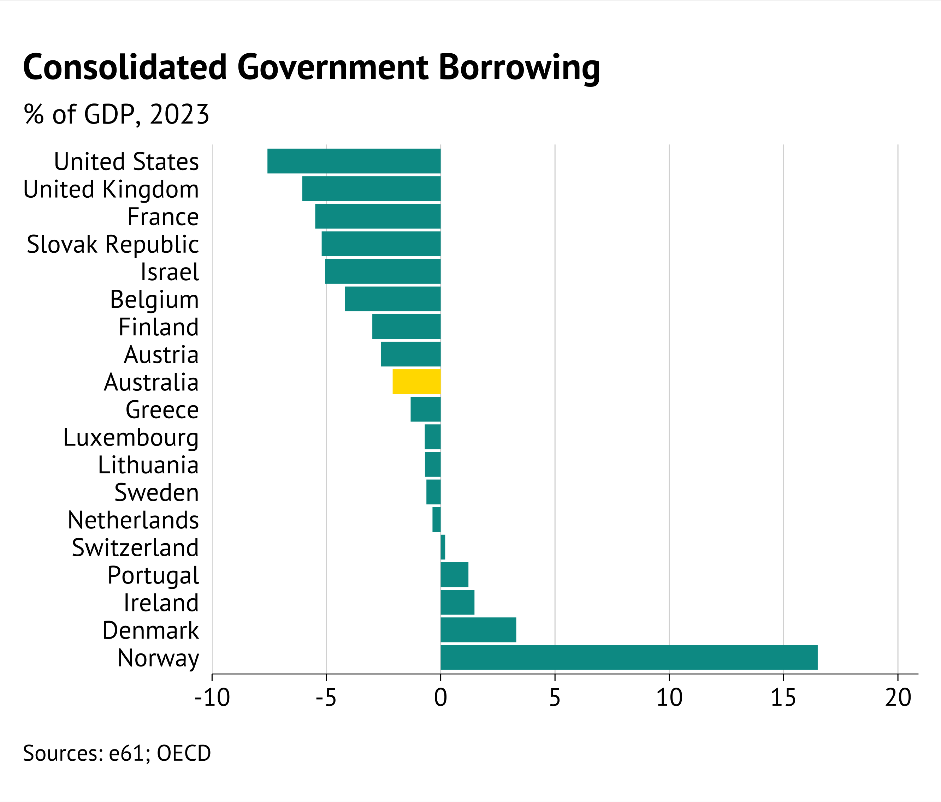 Consolidated Government Borrowing
% of GDP, 2023
United States
United Kingdom
France
Slovak Republic
Israel
Belgium
Finland
Austria
Australia
Greece
Luxembourg
Lithuania
Sweden
Netherlands
Switzerland
Portugal
Ireland
Denmark
Norway
-10 -5 0 5 10 15 20
Sources: e61; OECD